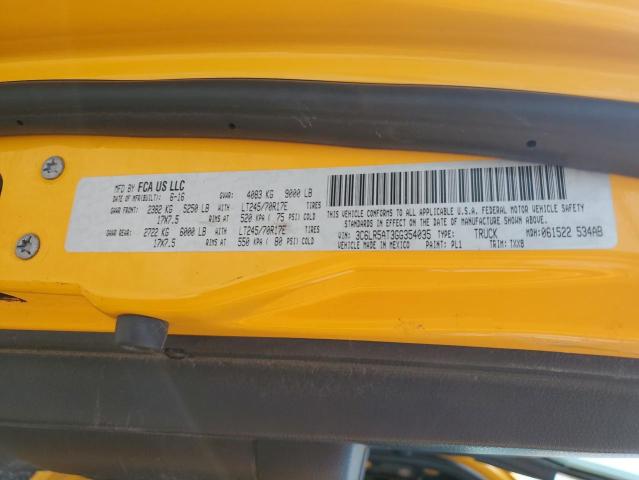 MFD BY FCA US LLC
DATE OF MFR(BUILT): 6-16 GVWR: 4083 KG 9000 LB
GAWR FRONT: 2382 KG 5250 LB WITH LT245/70R17E TIRES
17X7.5 RIMS AT 520 KPA ( 75 PSI) COLD
GAWR REAR: 2722 KG 6000 LB WITH LT245/70R17E TIRES
17X7.5 RIMS AT 550 KPA ( 80 PSI) COLD
THIS VEHICLE CONFORMS TO ALL APPLICABLE U.S.A. FEDERAL MOTOR VEHICLE SAFETY
STANDARDS IN EFFECT ON THE DATE OF MANUFACTURE SHOWN ABOVE.
VIN: 3C6LR5AT3GG354035 TYPE: TRUCK MDH: 061522 534AB
VEHICLE MADE IN MEXICO PAINT: PL1 TRIM: TXX8